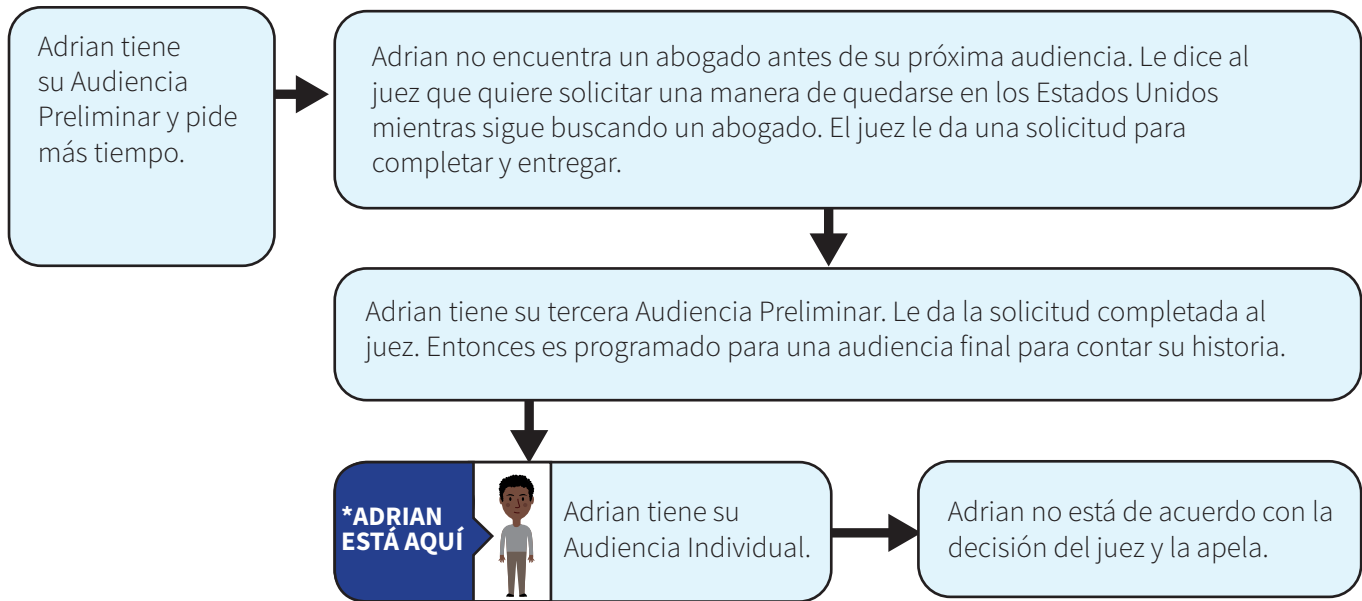 Adrian tiene
su Audiencia
Preliminar y pide
más tiempo.
Adrian no encuentra un abogado antes de su próxima audiencia. Le dice al
juez que quiere solicitar una manera de quedarse en los Estados Unidos
mientras sigue buscando un abogado. El juez le da una solicitud para
completar y entregar.
Adrian tiene su tercera Audiencia Preliminar. Le da la solicitud completada al
juez. Entonces es programado para una audiencia final para contar su historia.
*ADRIAN
ESTÁ AQUÍ
Adrian tiene su
Audiencia Individual.
Adrian no está de acuerdo con la
decisión del juez y la apela.